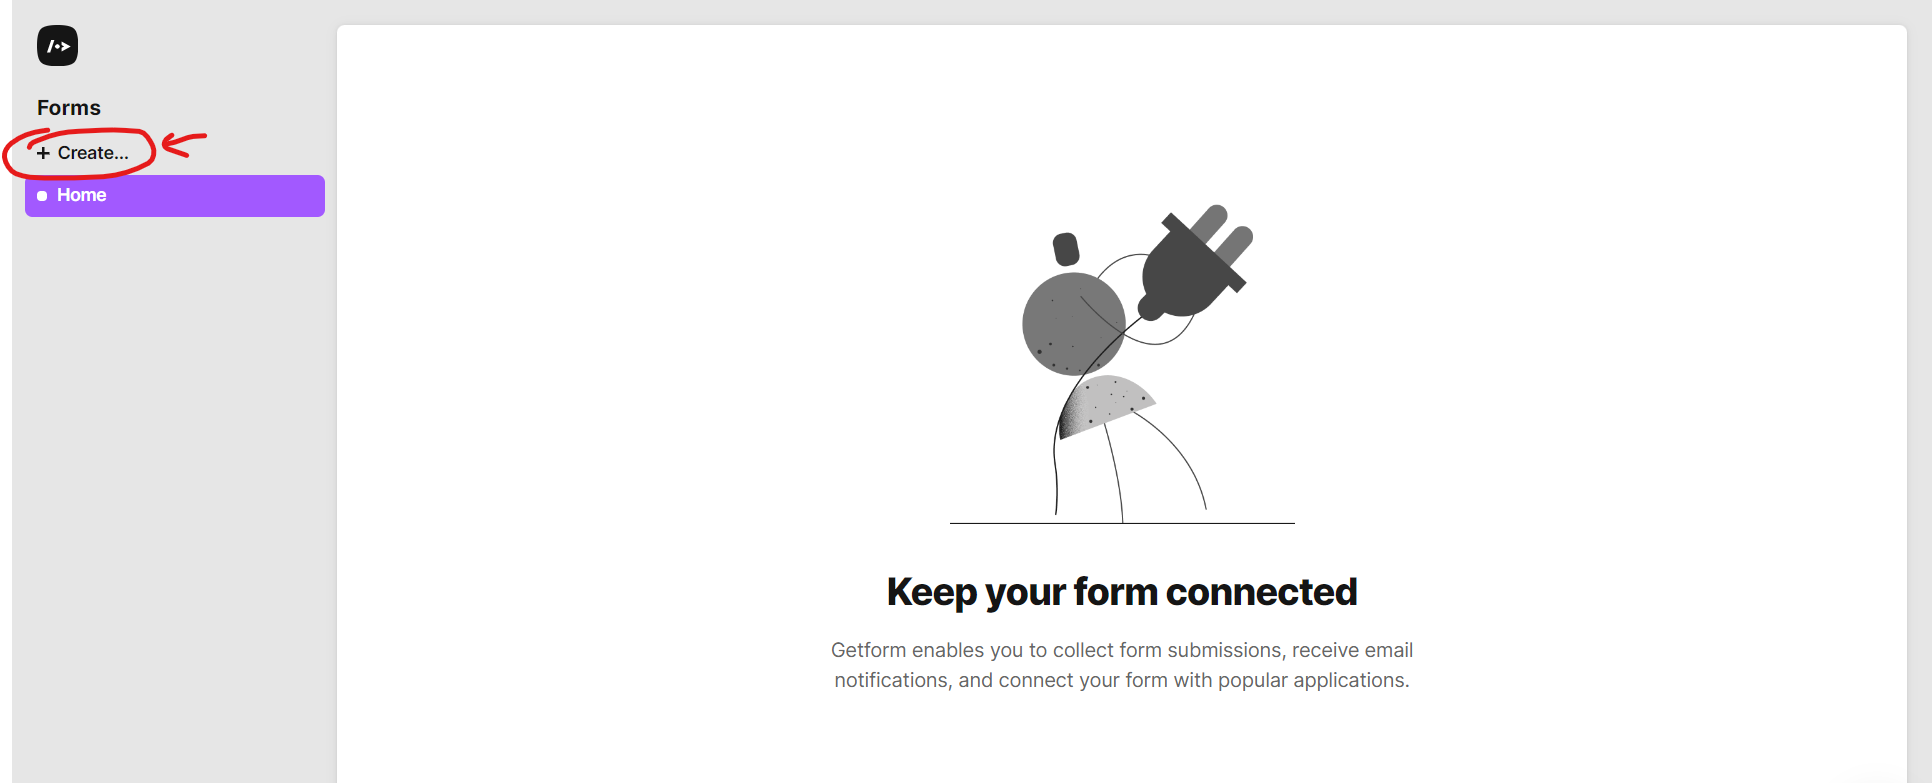 Forms
+ Create...
Home
Keep your form connected
Getform enables you to collect form submissions, receive email
notifications, and connect your form with popular applications.